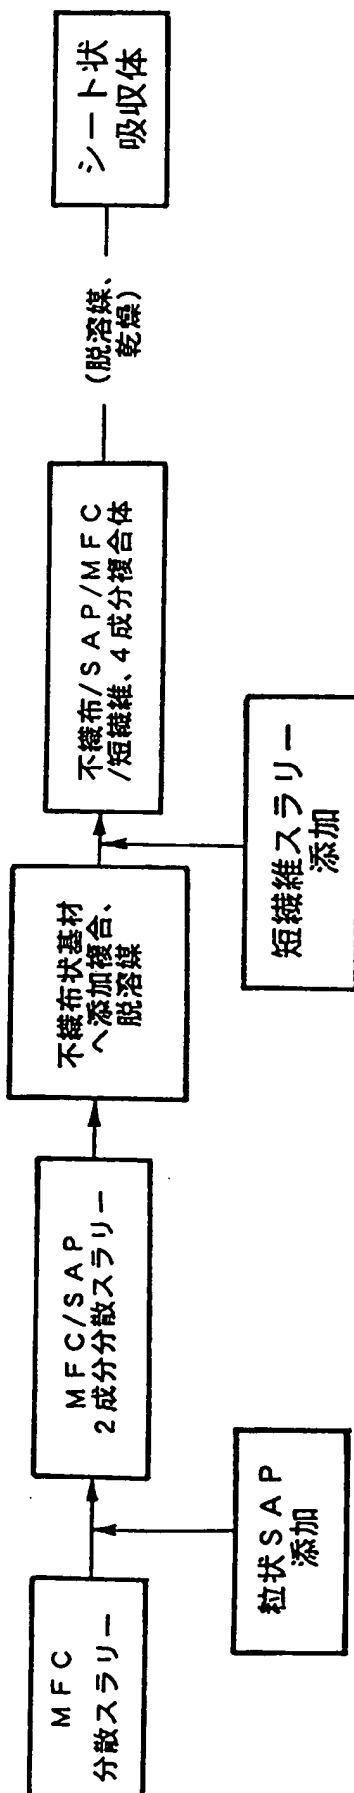 MFC
分散スラリー
粒状SAP
添加
MFC/SAP
2成分分散スラリー
不織布状基材
へ添加複合、
脱溶媒
短繊維スラリー
添加
不織布/SAP/MFC
/短繊維、4成分複合体
(脱溶媒、
乾燥)
シート状
吸収体